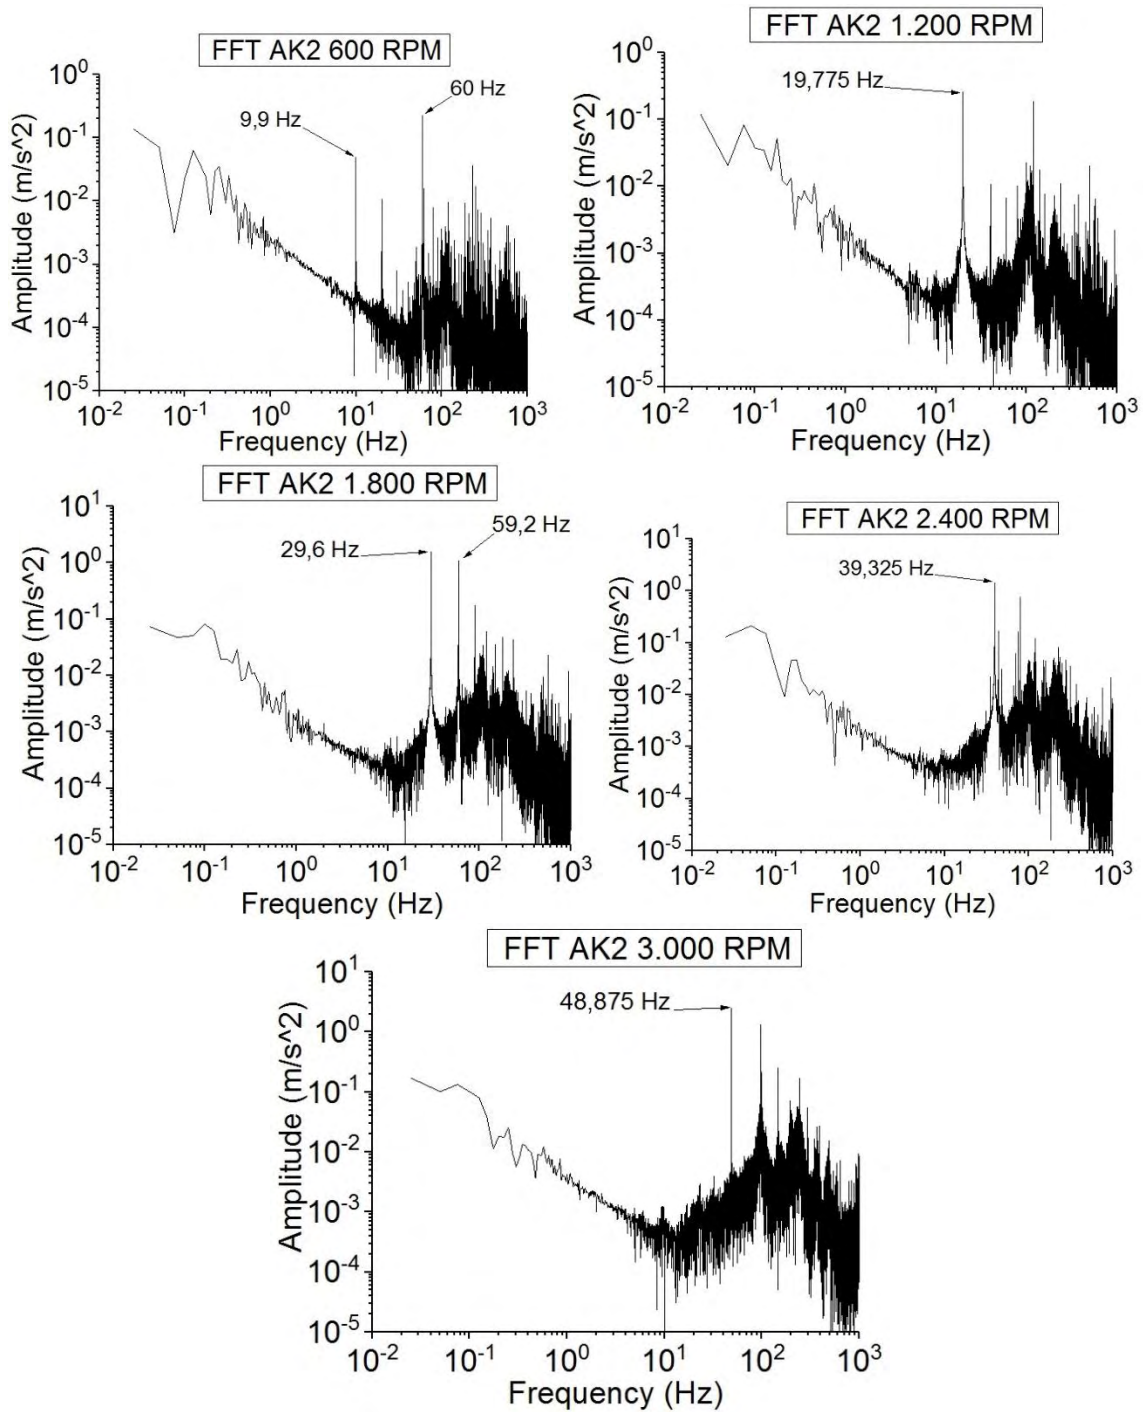 FFT AK2 600 RPM
Amplitude (m/s^2)
10^0
10^-1
10^-2
10^-3
10^-4
10^-5
9,9 Hz
60 Hz
10^-2 10^-1 10^0 10^1 10^2 10^3
Frequency (Hz)
FFT AK2 1.200 RPM
Amplitude (m/s^2)
10^0
10^-1
10^-2
10^-3
10^-4
10^-5
19,775 Hz
10^-2 10^-1 10^0 10^1 10^2 10^3
Frequency (Hz)
FFT AK2 1.800 RPM
Amplitude (m/s^2)
10^1
10^0
10^-1
10^-2
10^-3
10^-4
10^-5
29,6 Hz
59,2 Hz
10^-2 10^-1 10^0 10^1 10^2 10^3
Frequency (Hz)
FFT AK2 2.400 RPM
Amplitude (m/s^2)
10^1
10^0
10^-1
10^-2
10^-3
10^-4
10^-5
39,325 Hz
10^-2 10^-1 10^0 10^1 10^2 10^3
Frequency (Hz)
FFT AK2 3.000 RPM
Amplitude (m/s^2)
10^1
10^0
10^-1
10^-2
10^-3
10^-4
10^-5
48,875 Hz
10^-2 10^-1 10^0 10^1 10^2 10^3
Frequency (Hz)